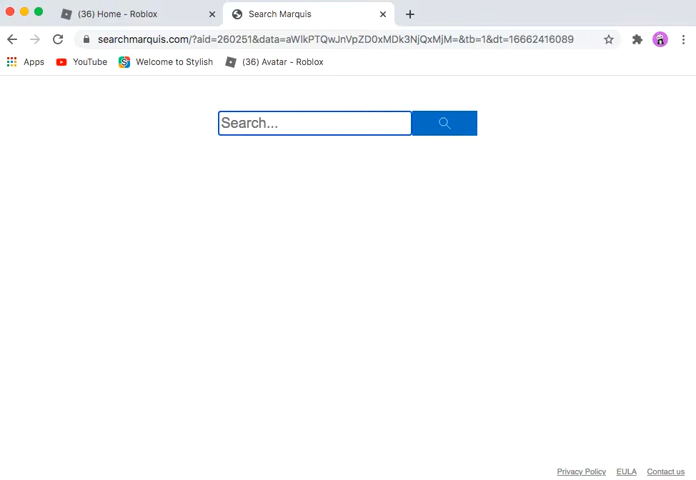 (36) Home - Roblox
Search Marquis
searchmarquis.com/?aid=260251&data=aWlkPTQwJnVpZD0xMDk3NjQxMjM=&tb=1&dt=16662416089
Apps YouTube Welcome to Stylish (36) Avatar - Roblox
Search...
Privacy Policy EULA Contact us